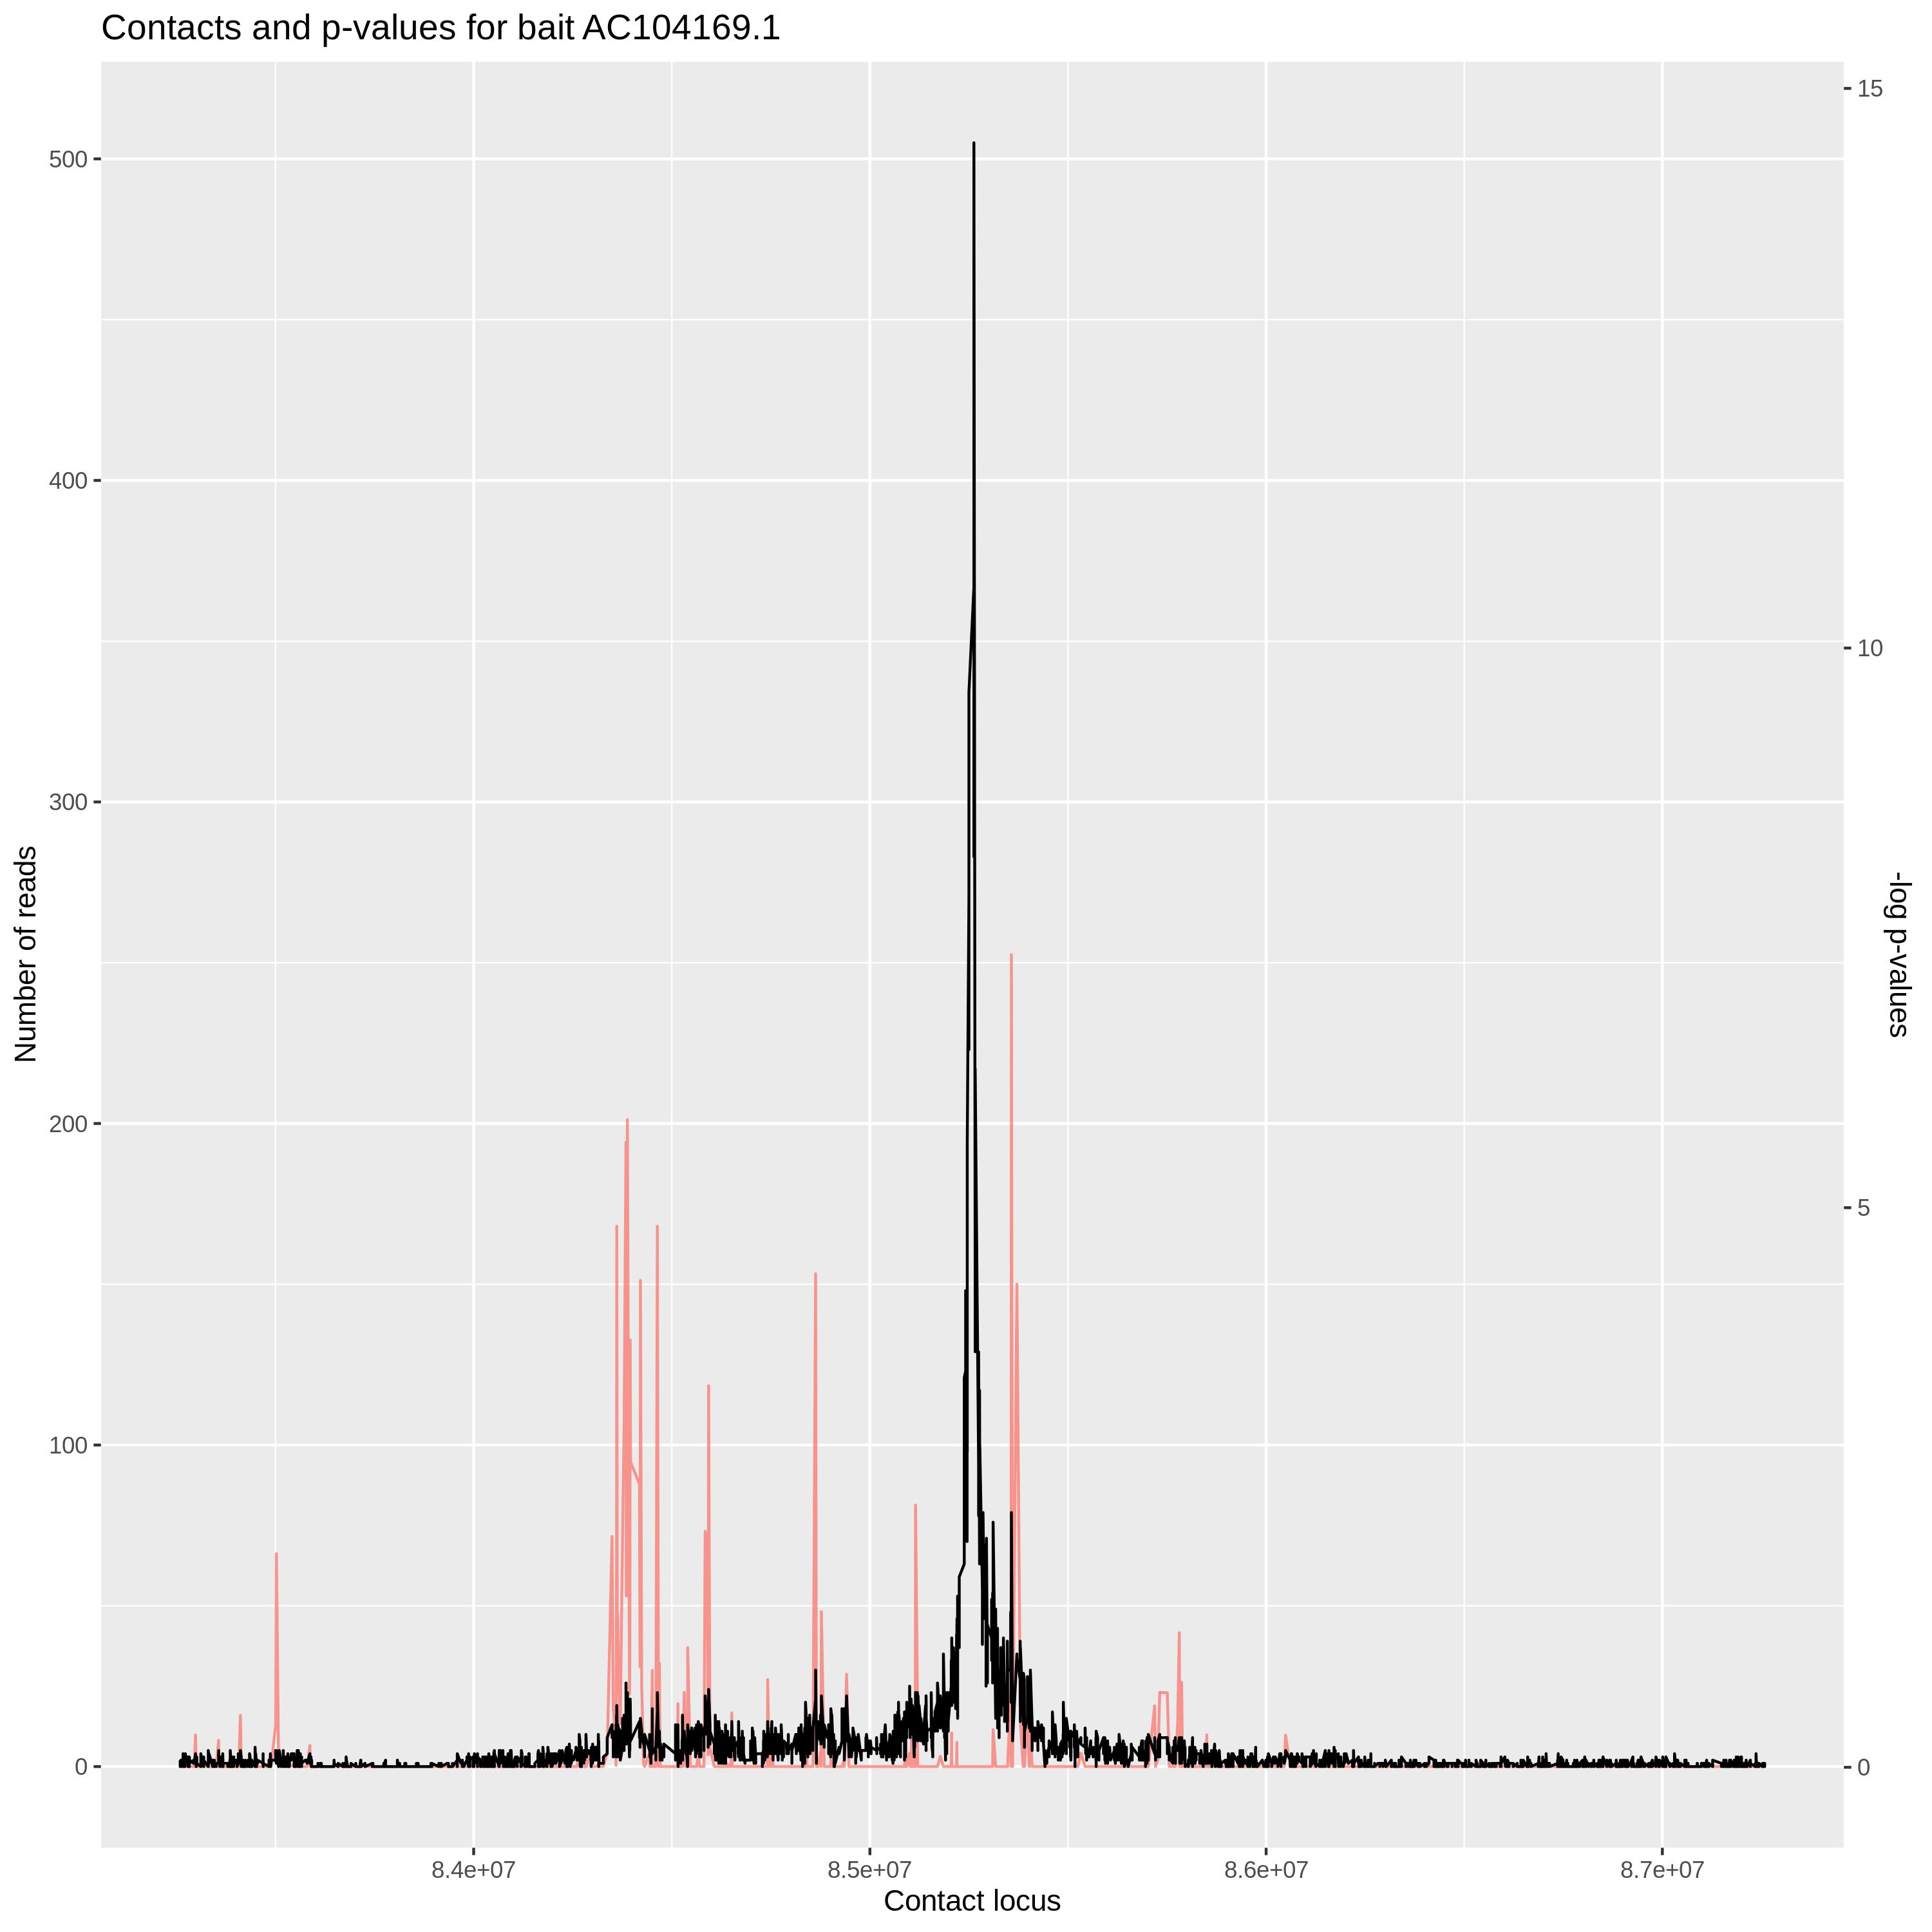 Contacts and p-values for bait AC104169.1
Number of reads
500
400
300
200
100
0
15
10
5
0
-log p-values
8.4e+07
8.5e+07
8.6e+07
8.7e+07
Contact locus